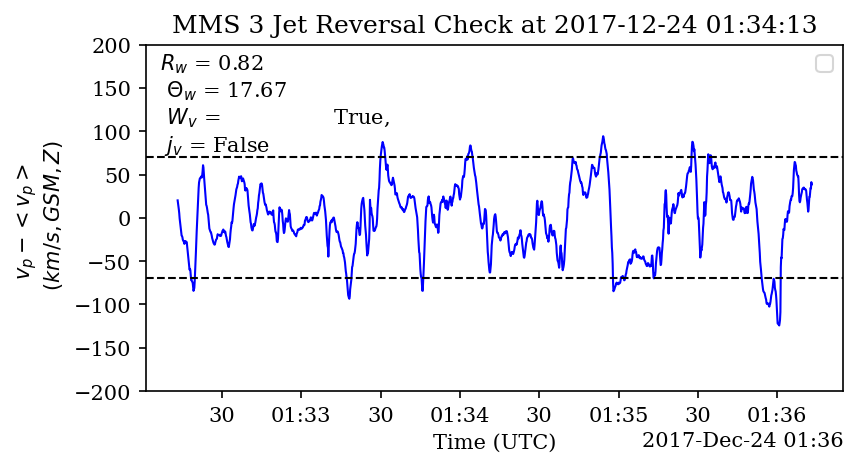 MMS 3 Jet Reversal Check at 2017-12-24 01:34:13
R_w = 0.82
Θ_w = 17.67
W_v = True,
j_v = False
v_p − <v_p>
(km/s, GSM, Z)
200
150
100
50
0
−50
−100
−150
−200
30 01:33 30 01:34 30 01:35 30 01:36
Time (UTC) 2017-Dec-24 01:36